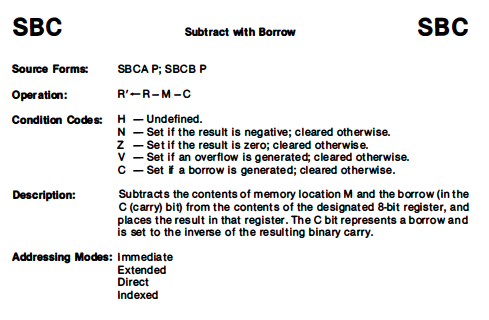 SBC Subtract with Borrow SBC
Source Forms: SBCA P; SBCB P
Operation: R′←R–M–C
Condition Codes: H — Undefined.
N — Set if the result is negative; cleared otherwise.
Z — Set if the result is zero; cleared otherwise.
V — Set if an overflow is generated; cleared otherwise.
C — Set if a borrow is generated; cleared otherwise.
Description: Subtracts the contents of memory location M and the borrow (in the
C (carry) bit) from the contents of the designated 8-bit register, and
places the result in that register. The C bit represents a borrow and
is set to the inverse of the resulting binary carry.
Addressing Modes: Immediate
Extended
Direct
Indexed